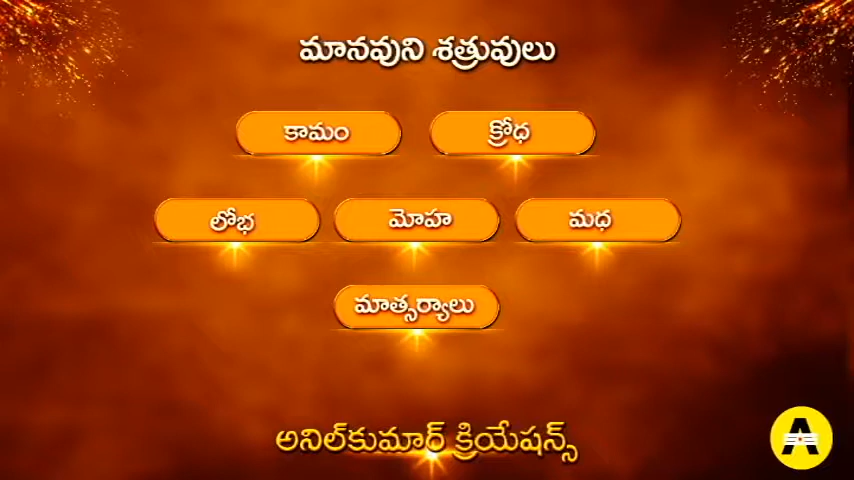 మానవుని శత్రువులు
కామం క్రోధ
లోభ మోహ మధ
మాత్సర్యాలు
అనిల్‌కుమార్ క్రియేషన్స్
A